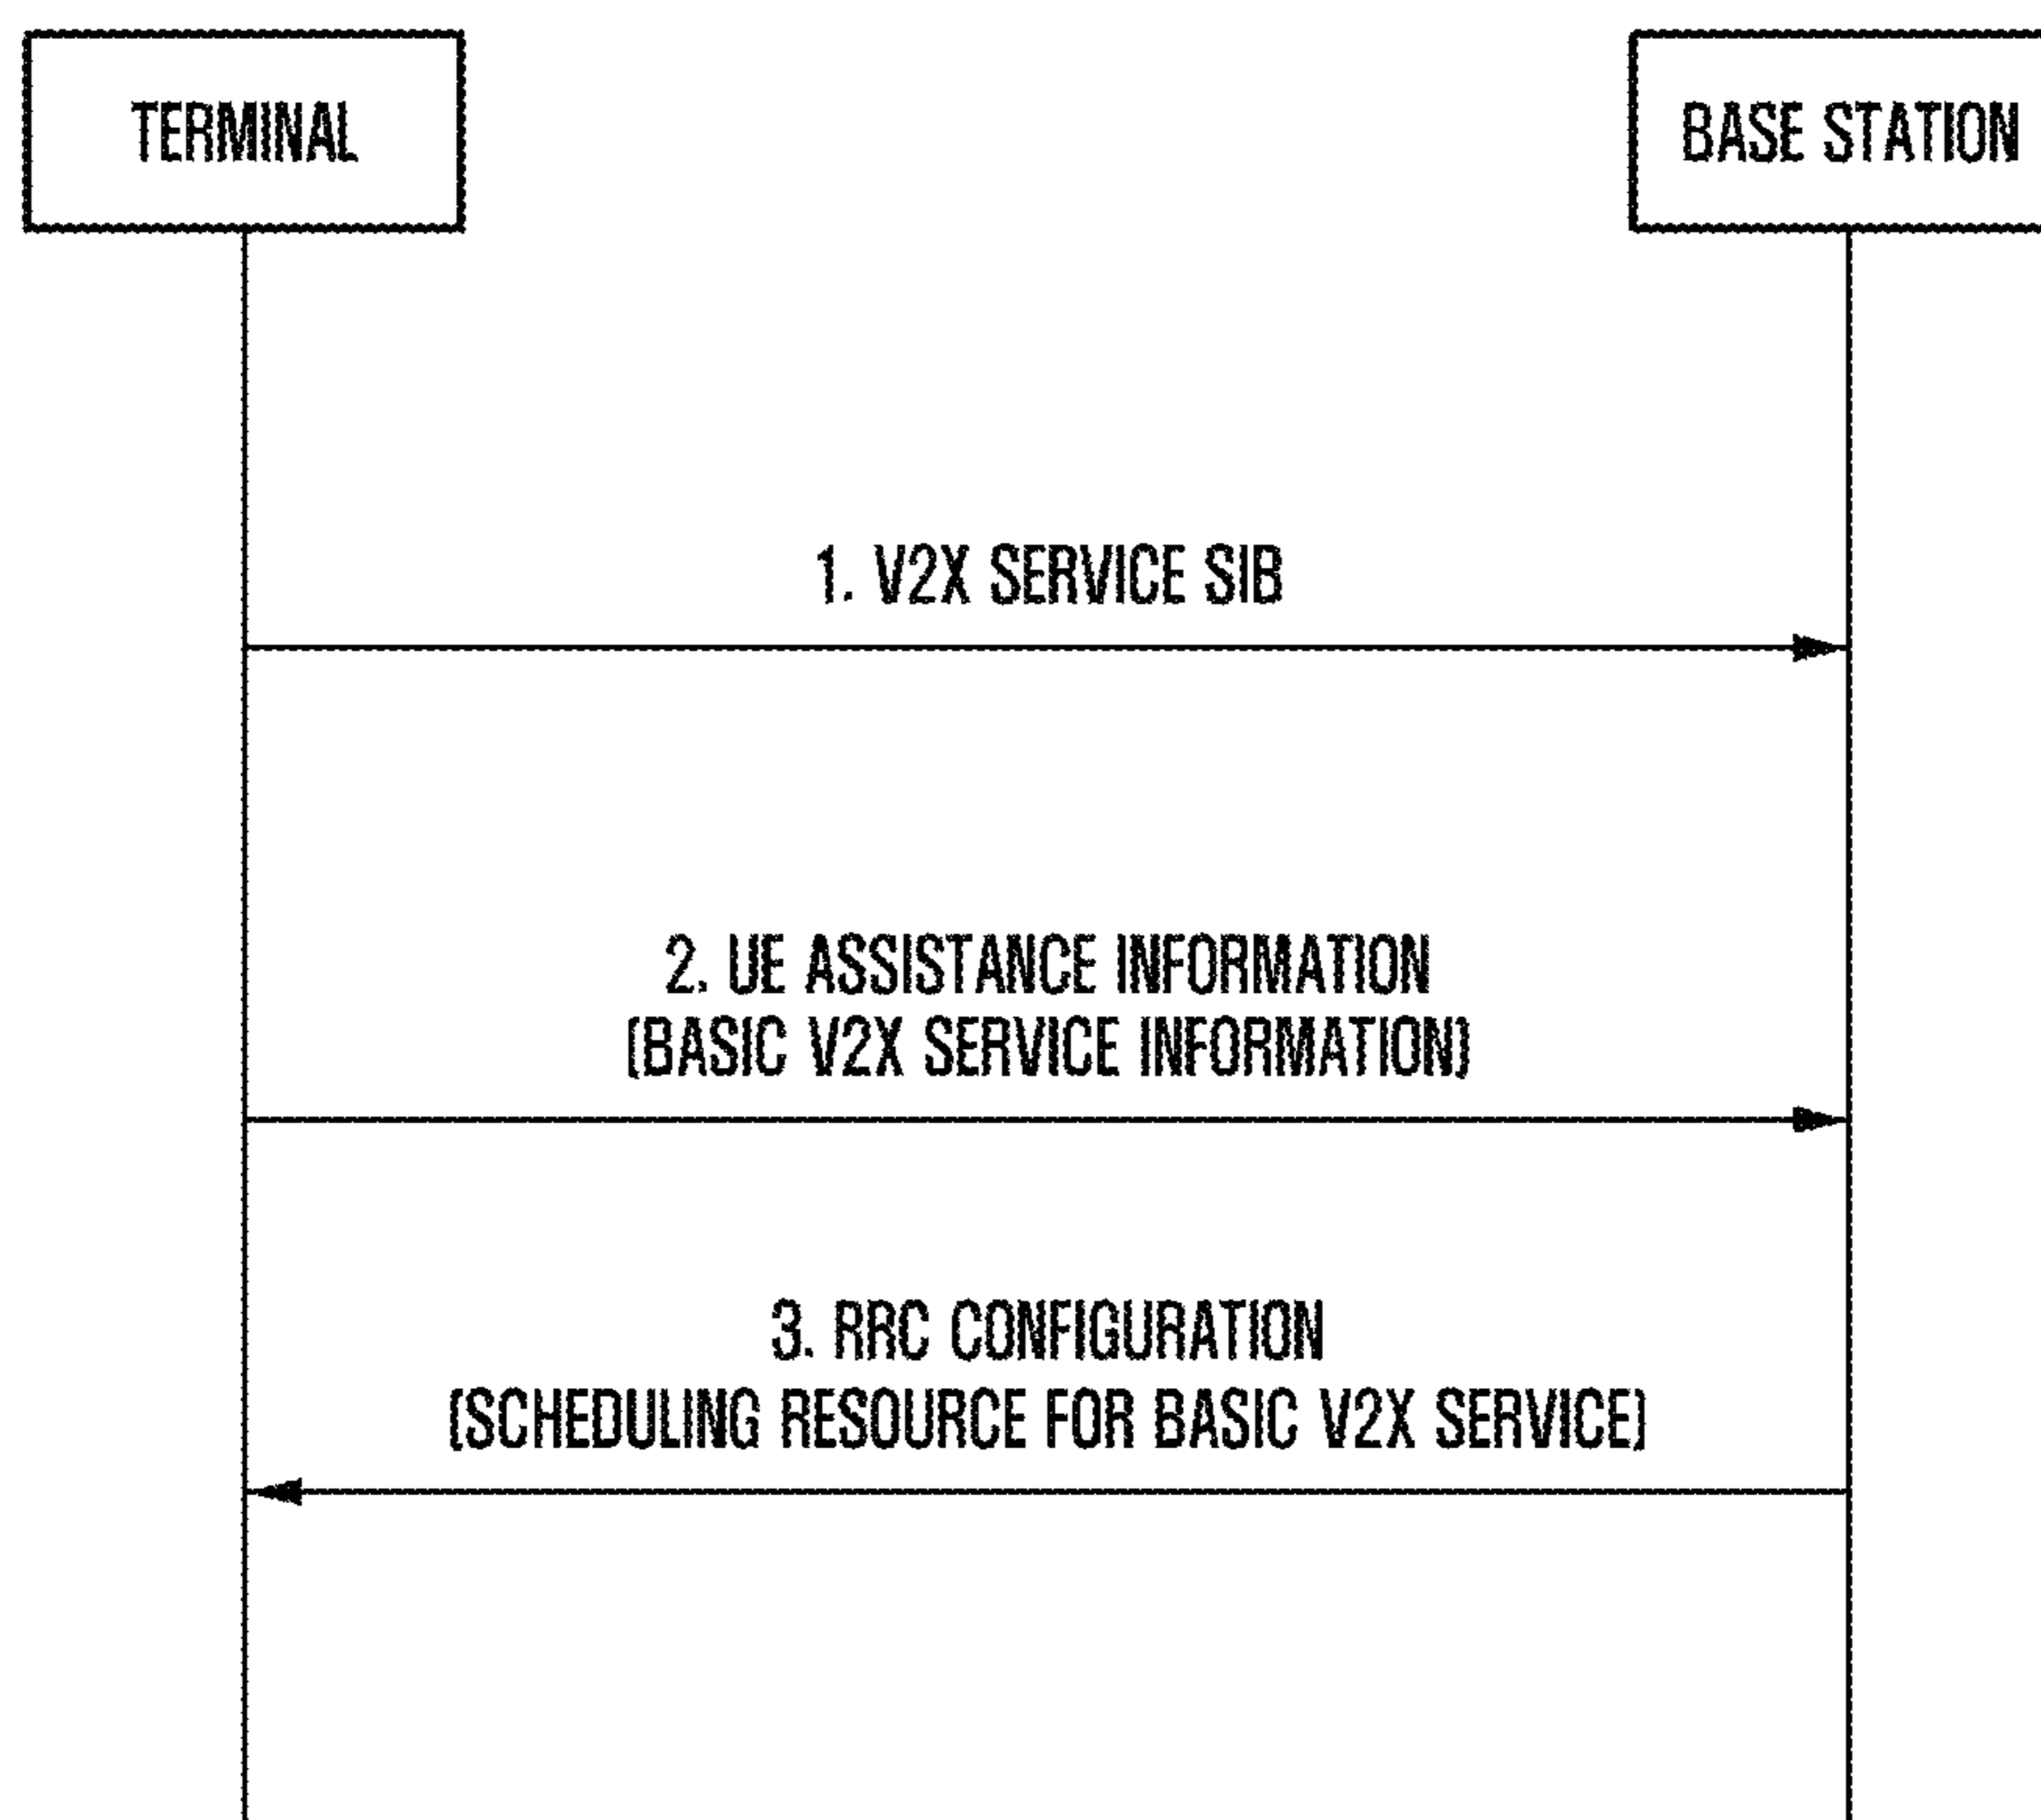 TERMINAL
BASE STATION
1. V2X SERVICE SIB
2. UE ASSISTANCE INFORMATION
(BASIC V2X SERVICE INFORMATION)
3. RRC CONFIGURATION
(SCHEDULING RESOURCE FOR BASIC V2X SERVICE)